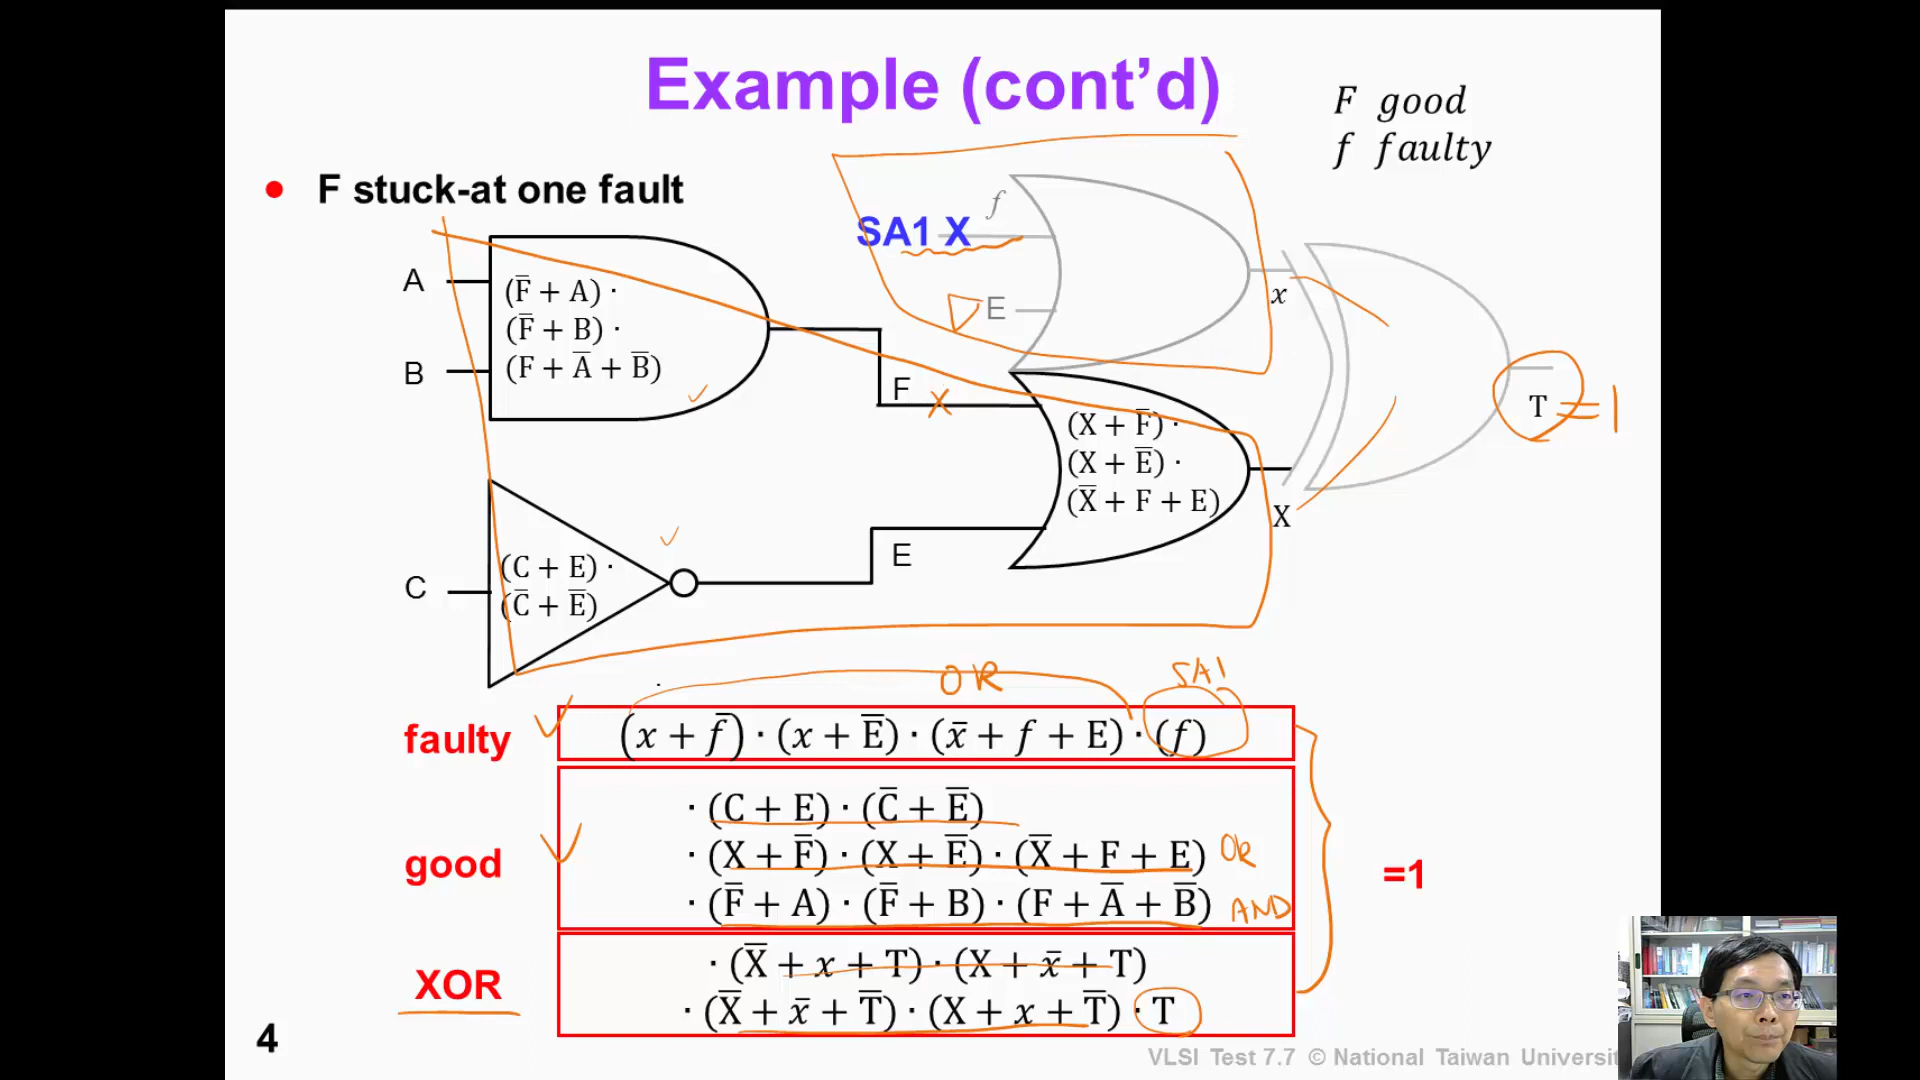 Example (cont’d)
F good
f faulty
• F stuck-at one fault
f
SA1 X
E
x
A
(F̅ + A) ·
(F̅ + B) ·
(F + A̅ + B̅)
B
F
X
(X + F̅) ·
(X + E̅) ·
(X̅ + F + E)
T =1
X
C
(C + E) ·
(C̅ + E̅)
E
OR
SA1
faulty
(x + f̅) · (x + E̅) · (x̅ + f + E) · (f)
good
· (C + E) · (C̅ + E̅)
· (X + F̅) · (X + E̅) · (X̅ + F + E) OR
· (F̅ + A) · (F̅ + B) · (F + A̅ + B̅) AND
=1
XOR
· (X̅ + x + T) · (X + x̅ + T)
· (X̅ + x̅ + T̅) · (X + x + T̅) · T
4
VLSI Test 7.7 © National Taiwan Universi